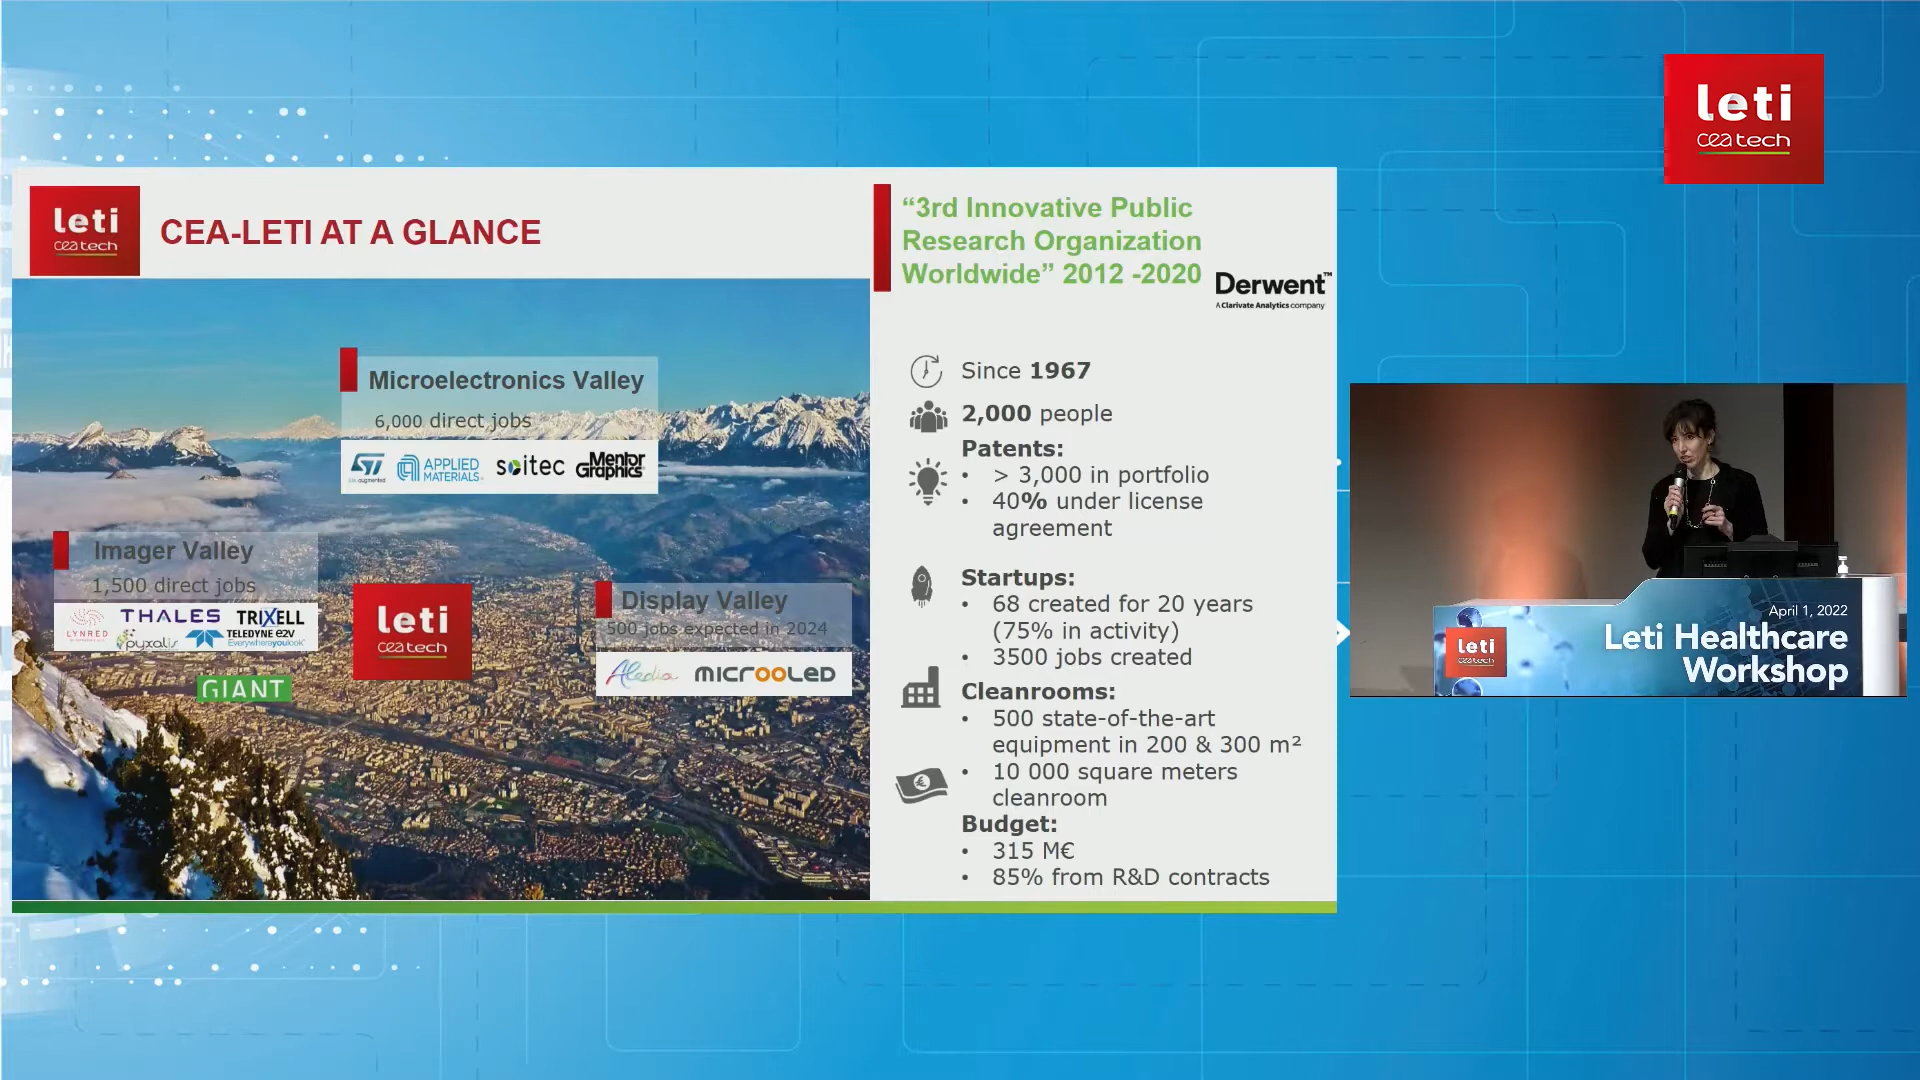 leti
cea tech
leti
cea tech
CEA-LETI AT A GLANCE
“3rd Innovative Public
Research Organization
Worldwide” 2012 -2020
Derwent™
A Clarivate Analytics company
Microelectronics Valley
6,000 direct jobs
ST
APPLIED
MATERIALS
soitec
Mentor
Graphics
Imager Valley
1,500 direct jobs
LYNRED
THALES
TRIXELL
pyxalis
TELEDYNE e2v
Everywhereyoulook
GIANT
leti
cea tech
Display Valley
500 jobs expected in 2024
Aledia
MICROOLED
Since 1967
2,000 people
Patents:
• > 3,000 in portfolio
• 40% under license
agreement
Startups:
• 68 created for 20 years
(75% in activity)
• 3500 jobs created
Cleanrooms:
• 500 state-of-the-art
equipment in 200 & 300 m²
• 10 000 square meters
cleanroom
Budget:
• 315 M€
• 85% from R&D contracts
April 1, 2022
leti
cea tech
Leti Healthcare
Workshop